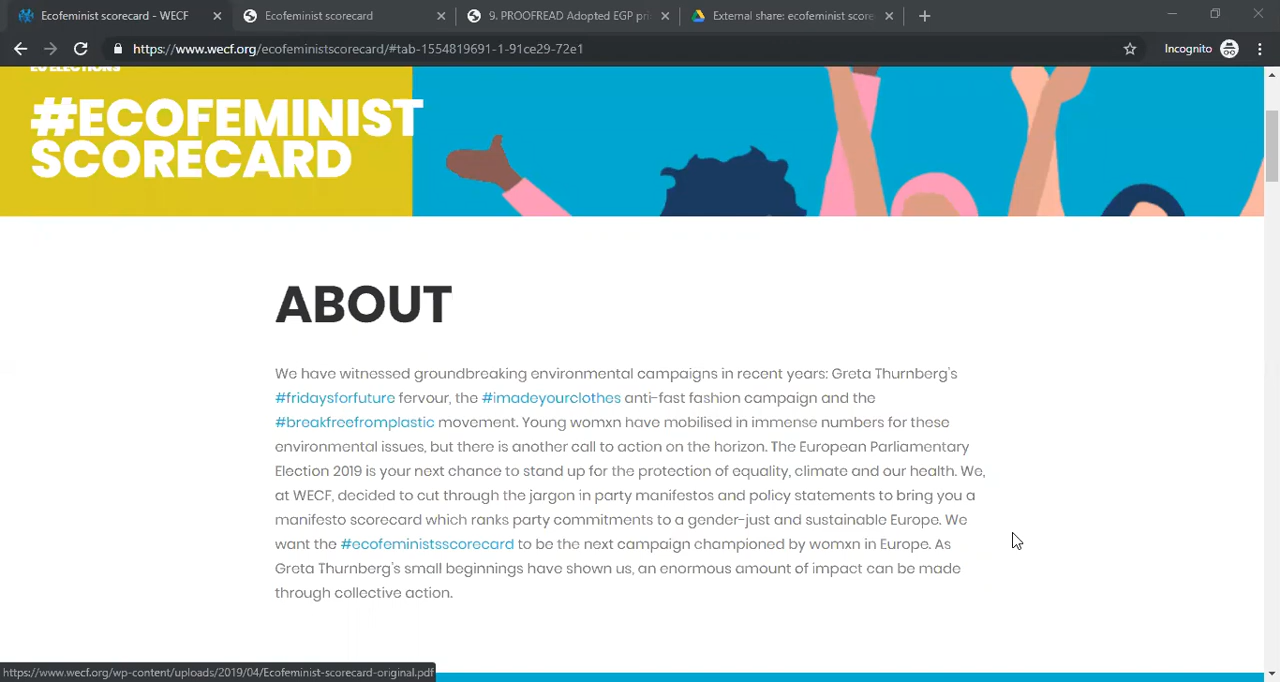 Ecofeminist scorecard - WECF
Ecofeminist scorecard
9. PROOFREAD Adopted EGP pri
External share: ecofeminist score
https://www.wecf.org/ecofeministscorecard/#tab-1554819691-1-91ce29-72e1
Incognito
EU ELECTIONS
#ECOFEMINIST
SCORECARD
ABOUT
We have witnessed groundbreaking environmental campaigns in recent years: Greta Thurnberg's
#fridaysforfuture fervour, the #imadeyourclothes anti-fast fashion campaign and the
#breakfreefromplastic movement. Young womxn have mobilised in immense numbers for these
environmental issues, but there is another call to action on the horizon. The European Parliamentary
Election 2019 is your next chance to stand up for the protection of equality, climate and our health. We,
at WECF, decided to cut through the jargon in party manifestos and policy statements to bring you a
manifesto scorecard which ranks party commitments to a gender-just and sustainable Europe. We
want the #ecofeministsscorecard to be the next campaign championed by womxn in Europe. As
Greta Thurnberg's small beginnings have shown us, an enormous amount of impact can be made
through collective action.
https://www.wecf.org/wp-content/uploads/2019/04/Ecofeminist-scorecard-original.pdf